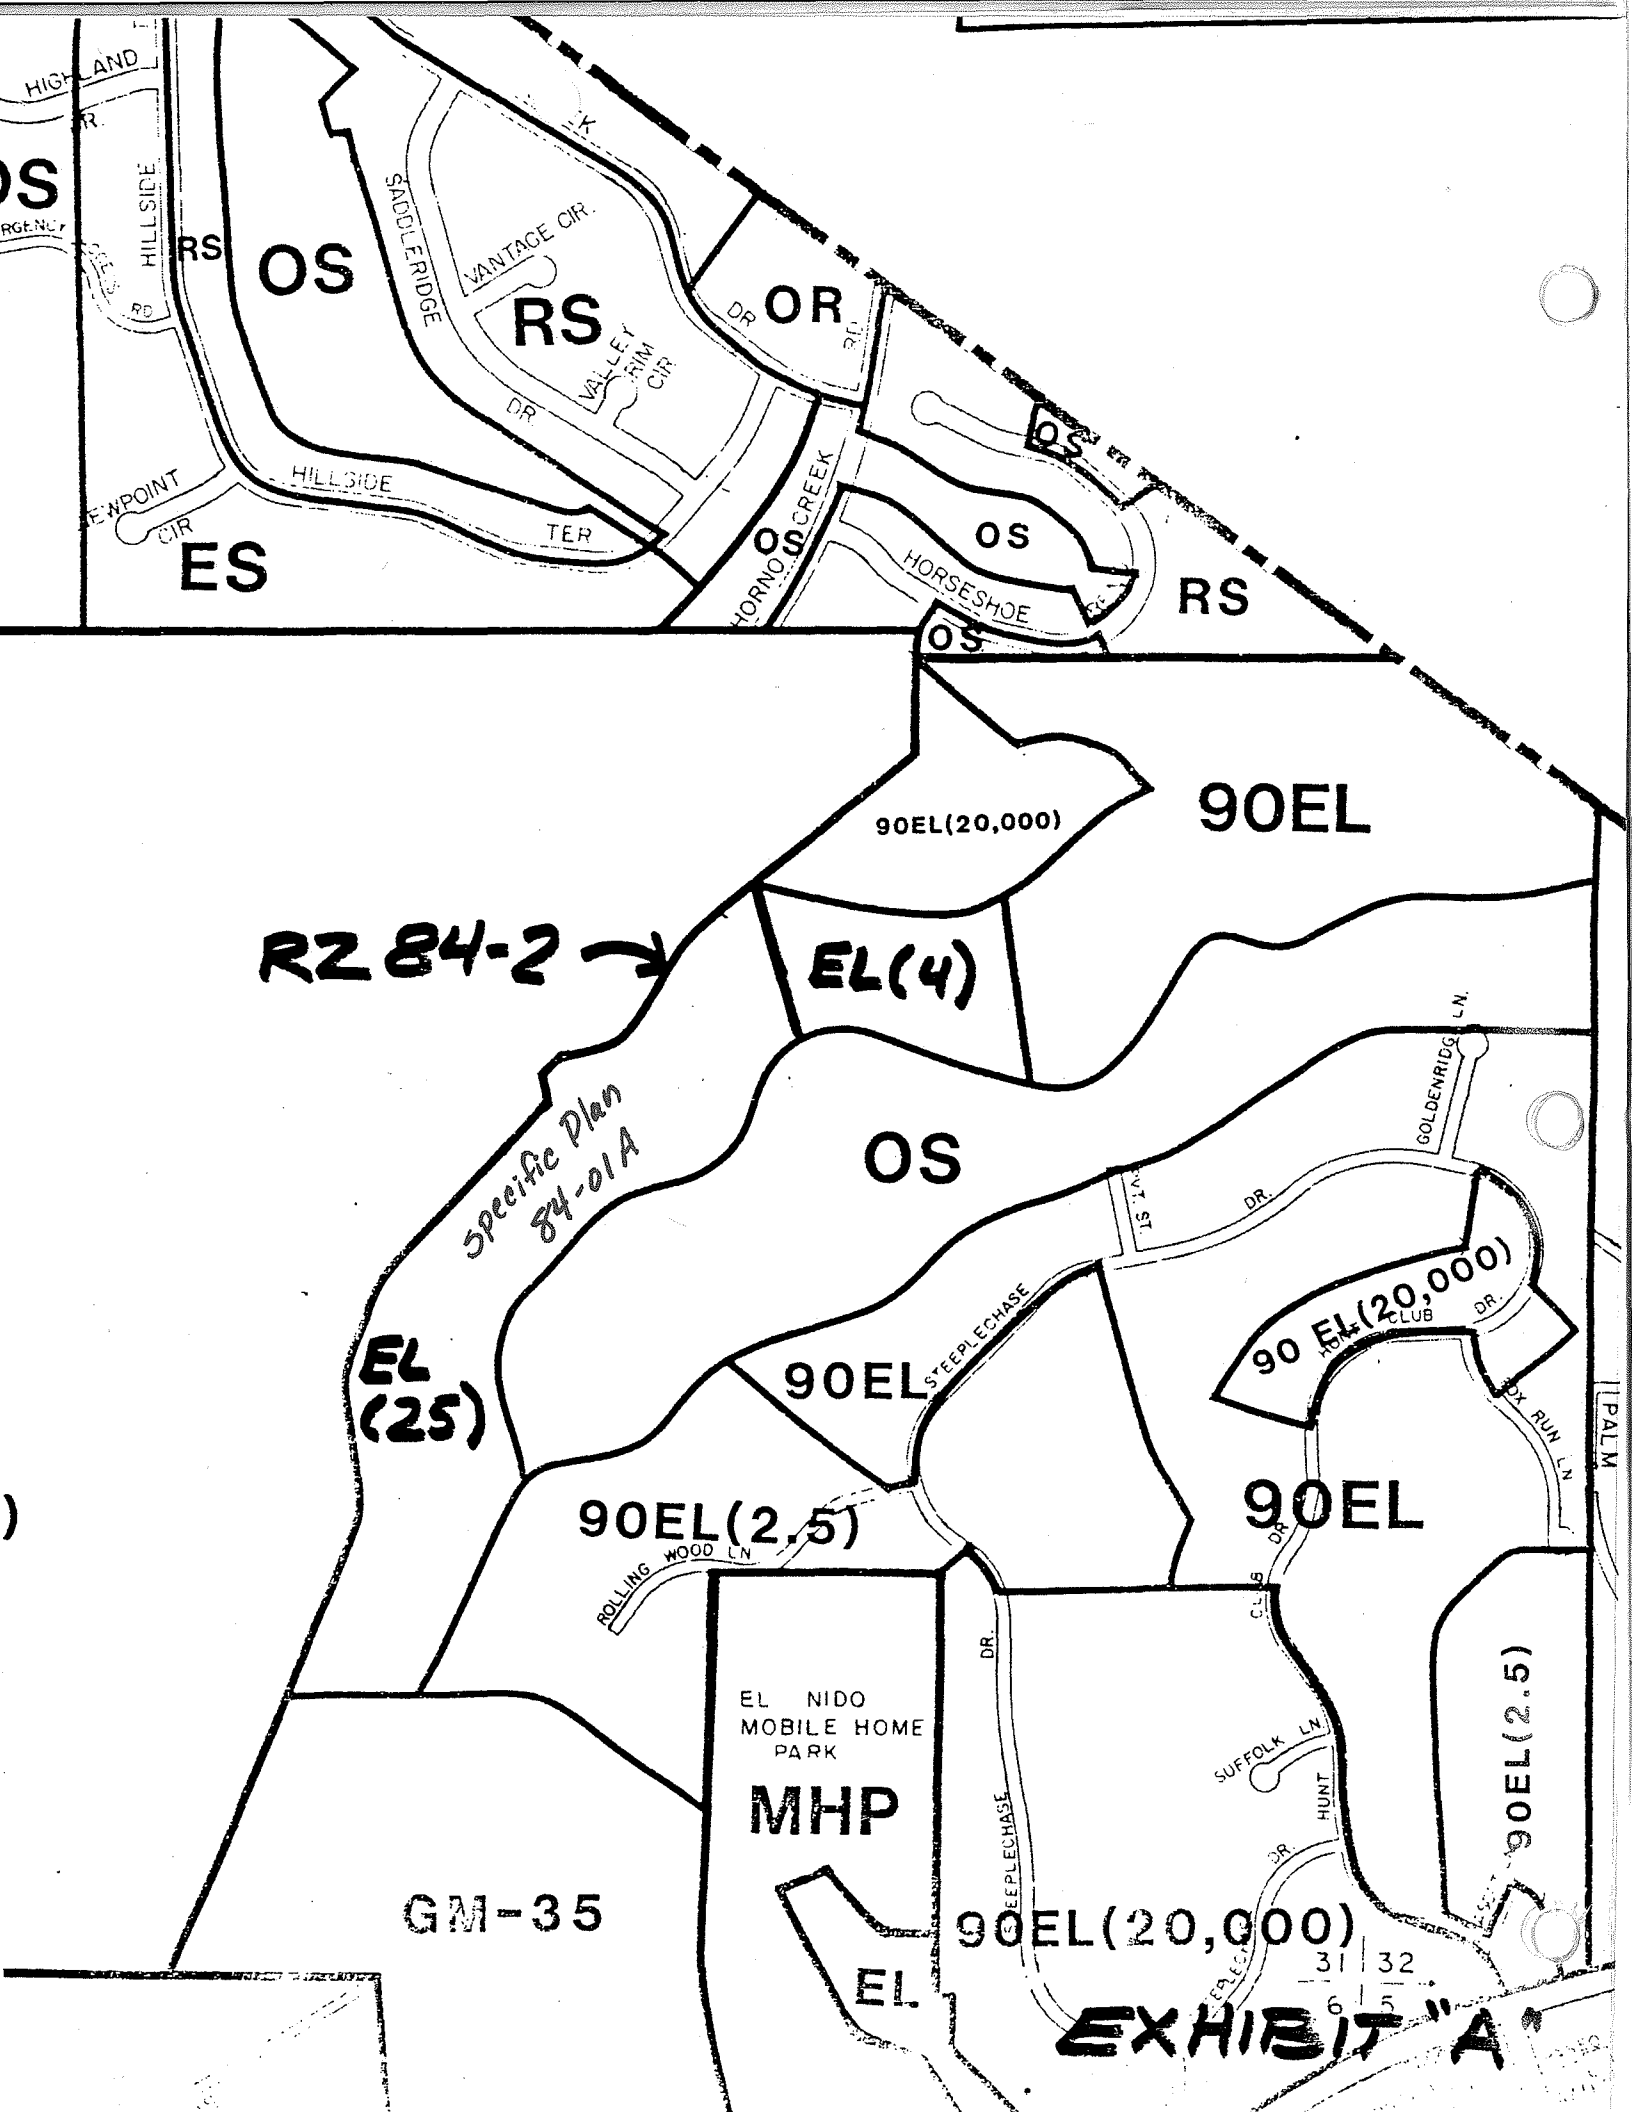 HIGHLAND
DR.
OS
HILLSIDE
RS
OS
RD
SADDLERIDGE
VANTAGE CIR.
RS
VALLEY
RIM
CIR
DR
DR
OR
RD
OS
HILLSIDE
TER
CIR
ES
OS
HORNO CREEK
OS
HORSESHOE
RS
OS
90EL
90EL(20,000)
RZ 84-2
EL(4)
GOLDENRIDGE LN.
Specific Plan
84-01A
OS
PVT. ST.
DR.
90 EL(20,000)
CLUB
DR.
STEEPLECHASE
90EL
EL
(25)
FOX RUN LN
PALM
)
90EL(2.5)
90EL
DR
ROLLING WOOD LN
CLUB
DR.
EL NIDO
MOBILE HOME
PARK
MHP
SUFFOLK LN
HUNT
90EL(2.5)
STEEPLECHASE
DR.
GM-35
90EL(20,000)
31 32
6 5
EL
EXHIBIT "A"